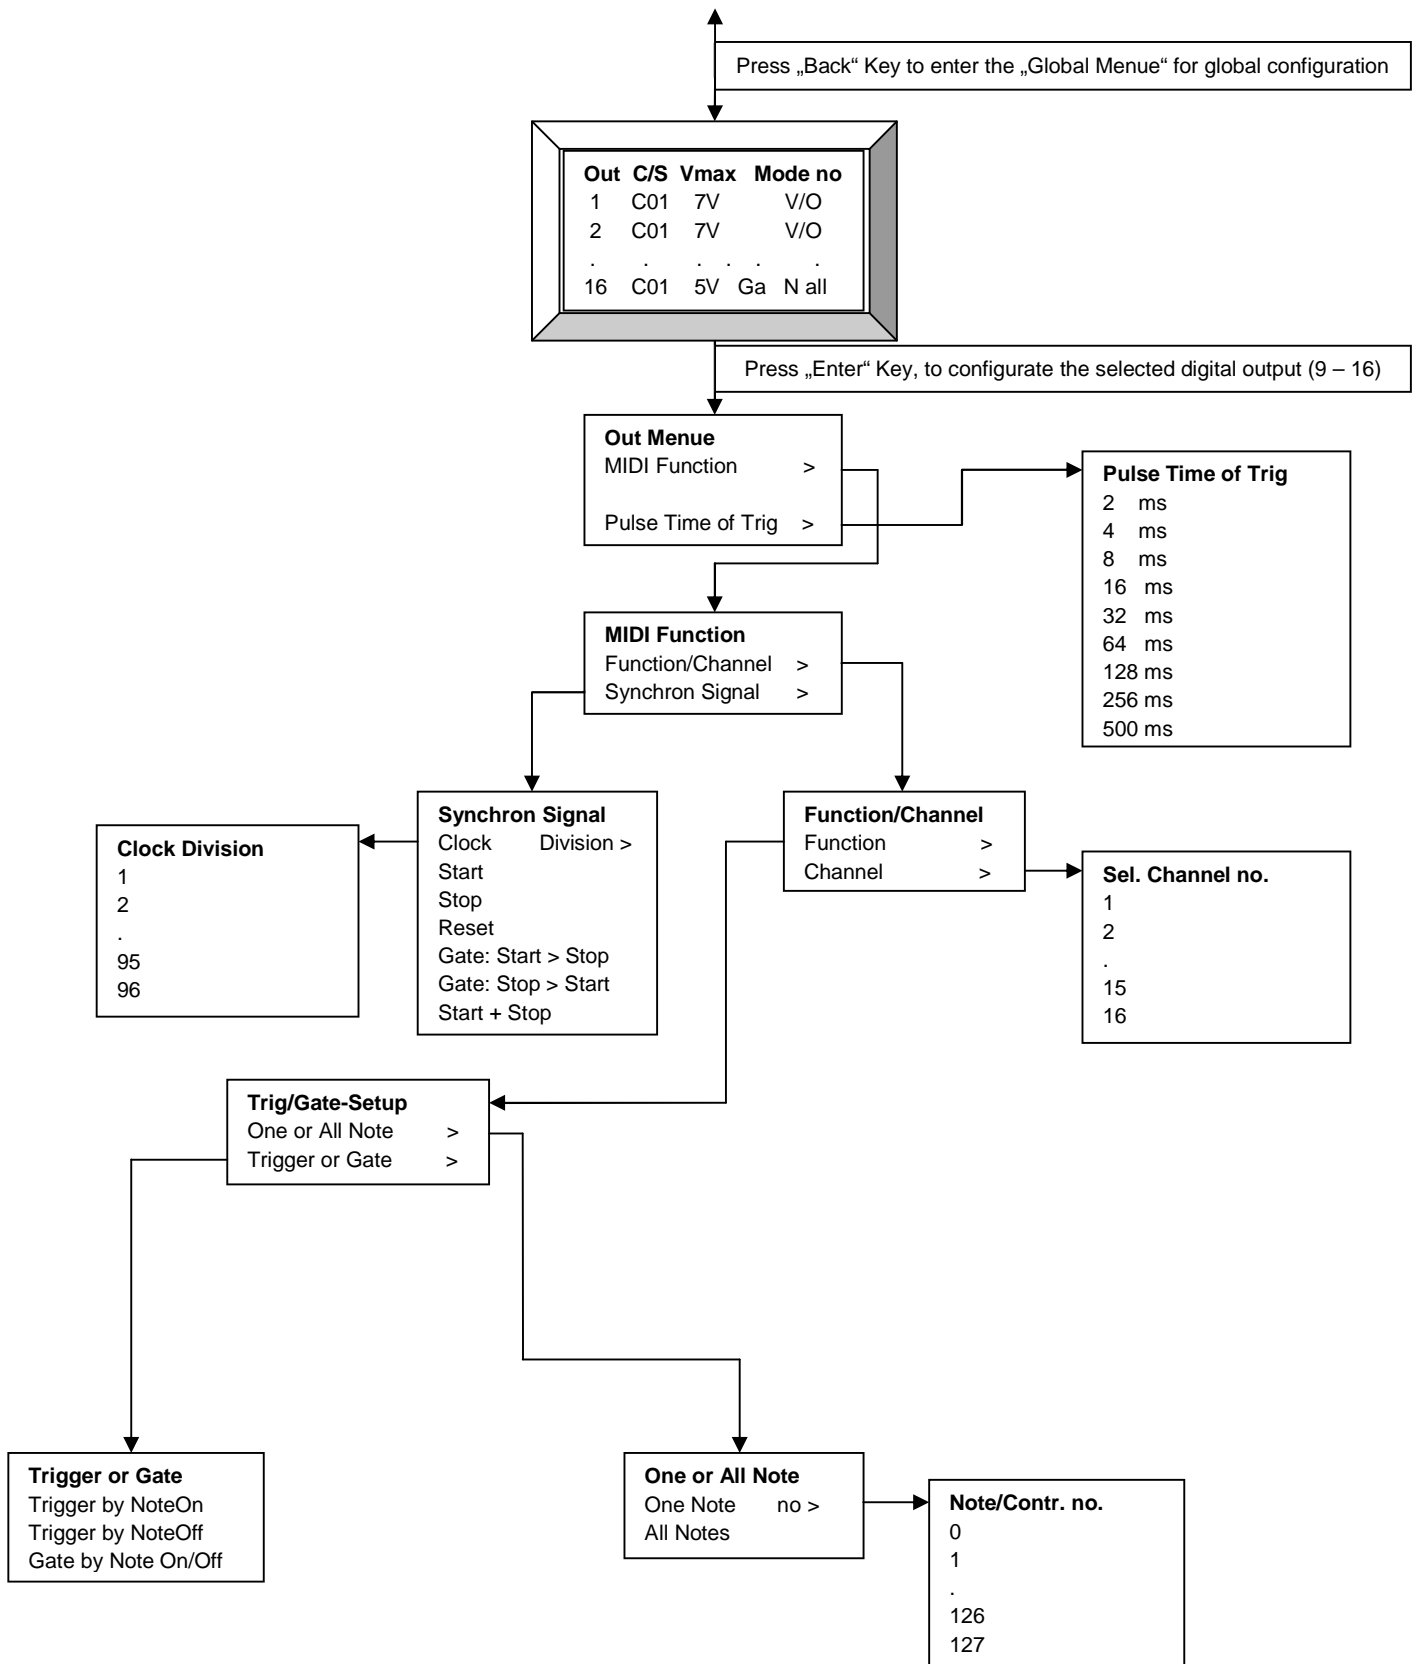 Press „Back“ Key to enter the „Global Menue“ for global configuration
Out C/S Vmax Mode no
1 C01 7V V/O
2 C01 7V V/O
. . . . . .
16 C01 5V Ga N all
Press „Enter“ Key, to configurate the selected digital output (9 – 16)
Out Menue
MIDI Function >
Pulse Time of Trig >
Pulse Time of Trig
2 ms
4 ms
8 ms
16 ms
32 ms
64 ms
128 ms
256 ms
500 ms
MIDI Function
Function/Channel >
Synchron Signal >
Clock Division
1
2
.
95
96
Synchron Signal
Clock Division >
Start
Stop
Reset
Gate: Start > Stop
Gate: Stop > Start
Start + Stop
Function/Channel
Function >
Channel >
Sel. Channel no.
1
2
.
15
16
Trig/Gate-Setup
One or All Note >
Trigger or Gate >
Trigger or Gate
Trigger by NoteOn
Trigger by NoteOff
Gate by Note On/Off
One or All Note
One Note no >
All Notes
Note/Contr. no.
0
1
.
126
127